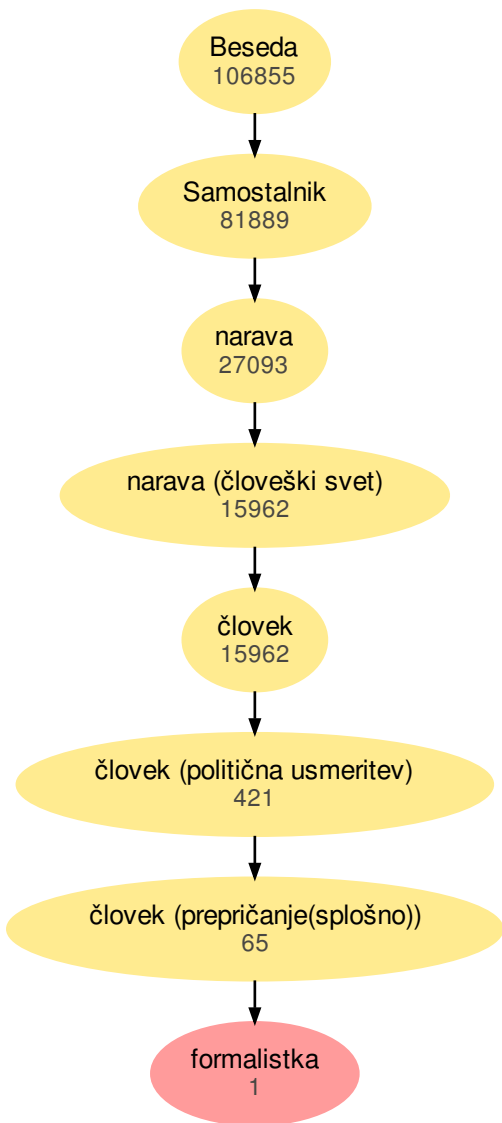 Beseda
106855
Samostalnik
81889
narava
27093
narava (človeški svet)
15962
človek
15962
človek (politična usmeritev)
421
človek (prepričanje(splošno))
65
formalistka
1